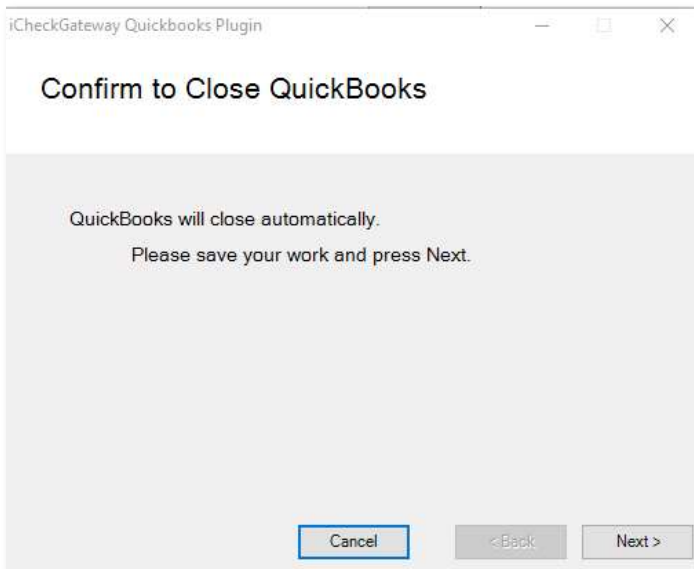 iCheckGateway Quickbooks Plugin
Confirm to Close QuickBooks
QuickBooks will close automatically.
Please save your work and press Next.
Cancel
<Back
Next >